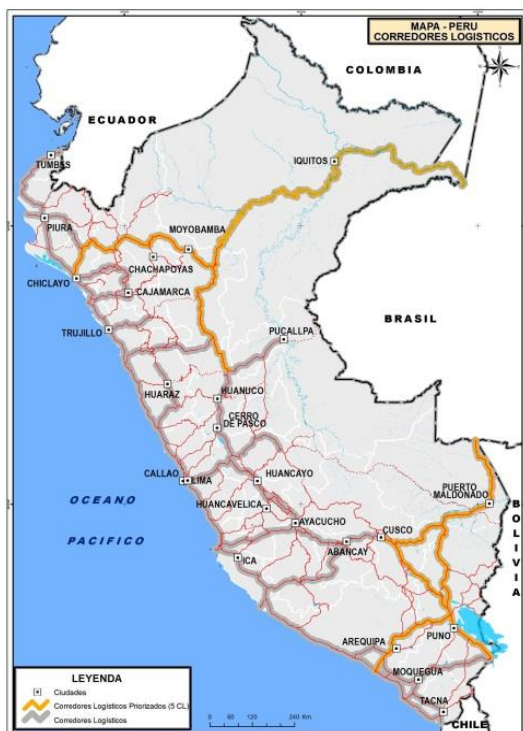 MAPA - PERU
CORREDORES LOGISTICOS
COLOMBIA
ECUADOR
TUMBES
IQUITOS
PIURA
MOYOBAMBA
CHACHAPOYAS
CHICLAYO
CAJAMARCA
BRASIL
TRUJILLO
PUCALLPA
HUARAZ
HUANUCO
CERRO
DE PASCO
CALLAO
LIMA
HUANCAYO
PUERTO
MALDONADO
HUANCAVELICA
OCEANO
PACIFICO
AYACUCHO
CUSCO
ABANCAY
ICA
BOLIVIA
PUNO
AREQUIPA
MOQUEGUA
TACNA
CHILE
LEYENDA
Ciudades
Corredores Logísticos Priorizados (5 CL)
Corredores Logísticos
0 60 120 240 Km.